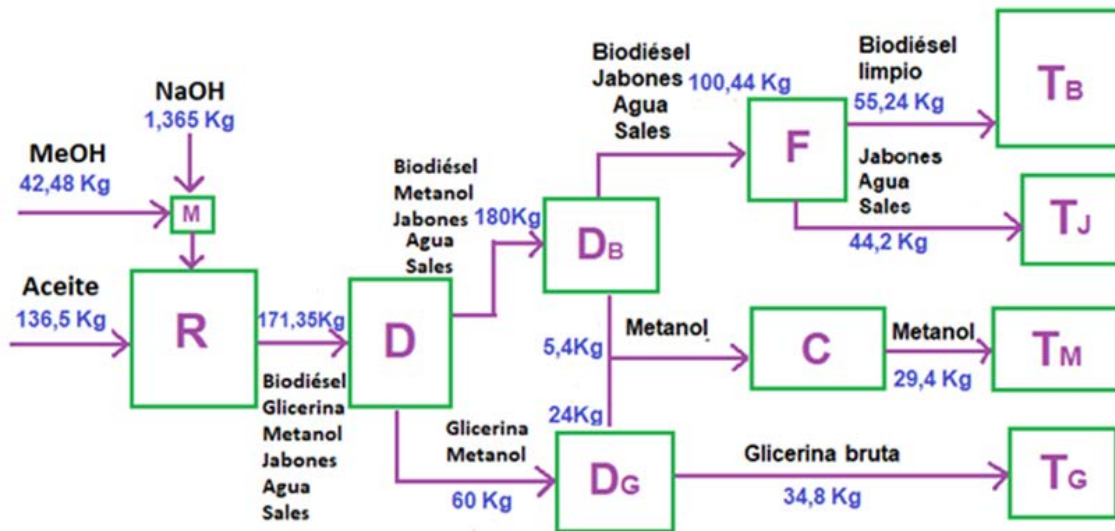 NaOH
1,365 Kg
MeOH
42,48 Kg
M
Aceite
136,5 Kg
R
171,35Kg
Biodiésel
Glicerina
Metanol
Jabones
Agua
Sales
D
Biodiésel
Metanol
Jabones
Agua
Sales
180Kg
Glicerina
Metanol
60 Kg
DB
5,4Kg
24Kg
DG
Biodiésel
Jabones
Agua
Sales
100,44 Kg
F
Biodiésel
limpio
55,24 Kg
TB
Jabones
Agua
Sales
44,2 Kg
TJ
Metanol
C
Metanol
29,4 Kg
TM
Glicerina bruta
34,8 Kg
TG